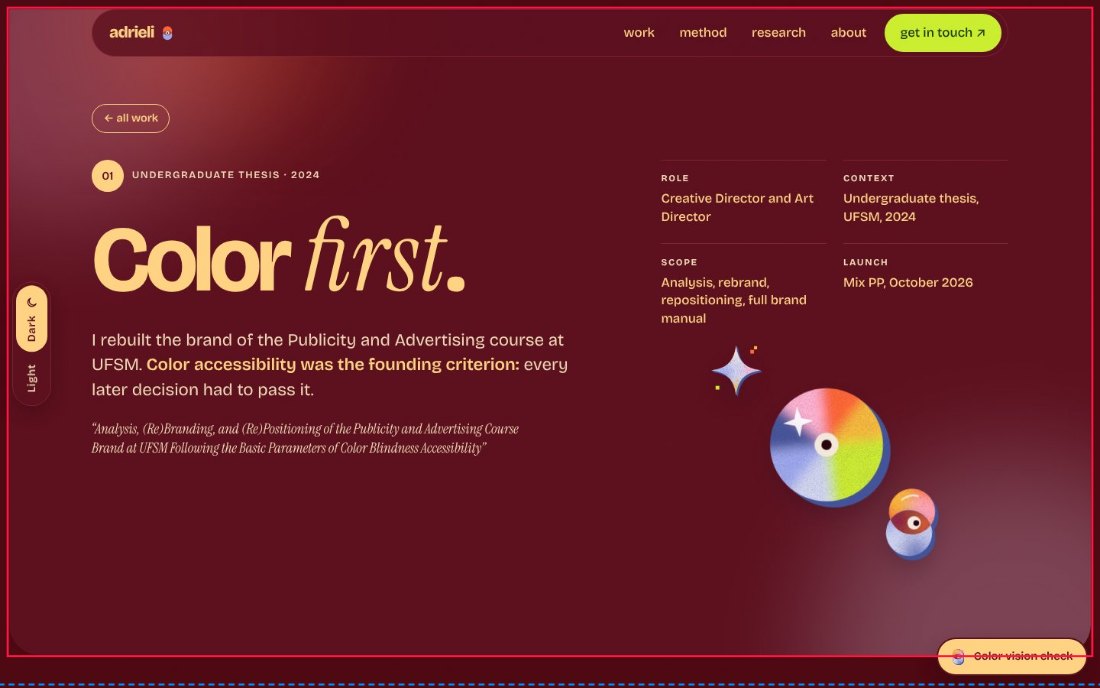 adrieli
work method research about get in touch ↗
← all work
01 UNDERGRADUATE THESIS · 2024
Color first.
I rebuilt the brand of the Publicity and Advertising course at
UFSM. Color accessibility was the founding criterion: every
later decision had to pass it.
“Analysis, (Re)Branding, and (Re)Positioning of the Publicity and Advertising Course
Brand at UFSM Following the Basic Parameters of Color Blindness Accessibility”
ROLE
Creative Director and Art
Director
CONTEXT
Undergraduate thesis,
UFSM, 2024
SCOPE
Analysis, rebrand,
repositioning, full brand
manual
LAUNCH
Mix PP, October 2026
Dark
Light
Color vision check